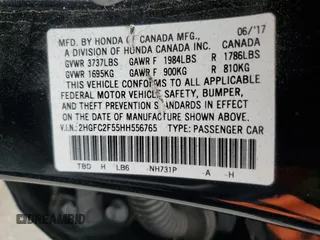 MFD. BY HONDA OF CANADA MFG., CANADA 06/'17
A DIVISION OF HONDA CANADA INC.
GVWR 3737LBS GAWR F 1984LBS R 1786LBS
GVWR 1695KG GAWR F 900KG R 810KG
THIS VEHICLE CONFORMS TO ALL APPLICABLE
FEDERAL MOTOR VEHICLE SAFETY, BUMPER,
AND THEFT PREVENTION STANDARDS IN EFFECT
ON THE DATE OF MANUFACTURE SHOWN ABOVE.
V.I.N: 2HGFC2F55HH556765 TYPE: PASSENGER CAR
TBD H LB6 NH731P -A -H